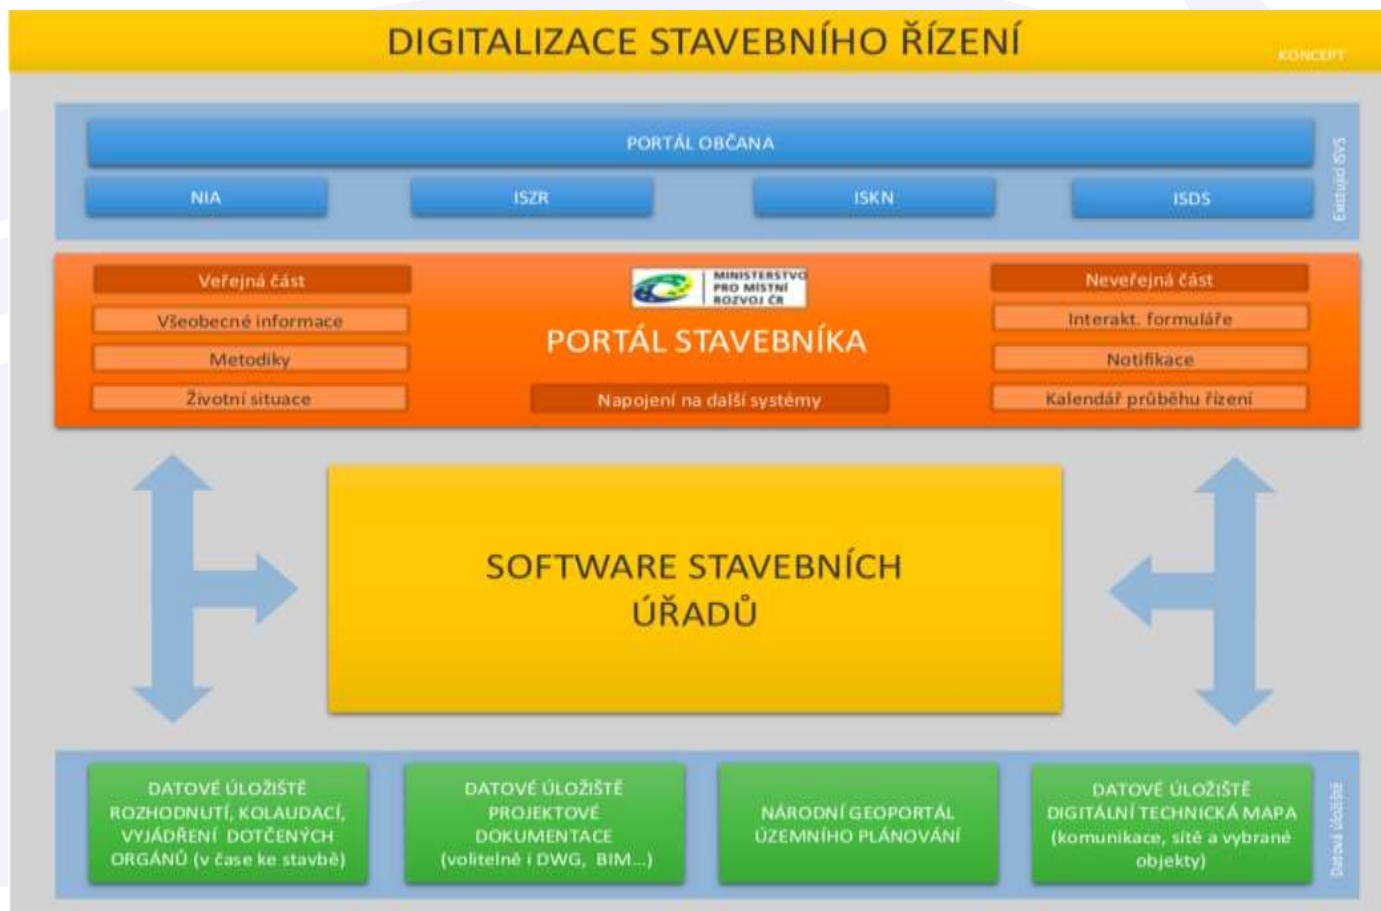 DIGITALIZACE STAVEBNÍHO ŘÍZENÍ
KONCEPT
PORTÁL OBČANA
NIA
ISZR
ISKN
ISDS
Existující ISVS
Veřejná část
Všeobecné informace
Metodiky
Životní situace
MINISTERSTVO
PRO MÍSTNÍ
ROZVOJ ČR
PORTÁL STAVEBNÍKA
Napojení na další systémy
Neveřejná část
Interakt. formuláře
Notifikace
Kalendář průběhu řízení
SOFTWARE STAVEBNÍCH
ÚŘADŮ
DATOVÉ ÚLOŽIŠTĚ
ROZHODNUTÍ, KOLAUDACÍ,
VYJÁDŘENÍ DOTČENÝCH
ORGÁNŮ (v čase ke stavbě)
DATOVÉ ÚLOŽIŠTĚ
PROJEKTOVÉ
DOKUMENTACE
(volitelně i DWG, BIM...)
NÁRODNÍ GEOPORTÁL
ÚZEMNÍHO PLÁNOVÁNÍ
DATOVÉ ÚLOŽIŠTĚ
DIGITÁLNÍ TECHNICKÁ MAPA
(komunikace, sítě a vybrané
objekty)
Datová úložiště